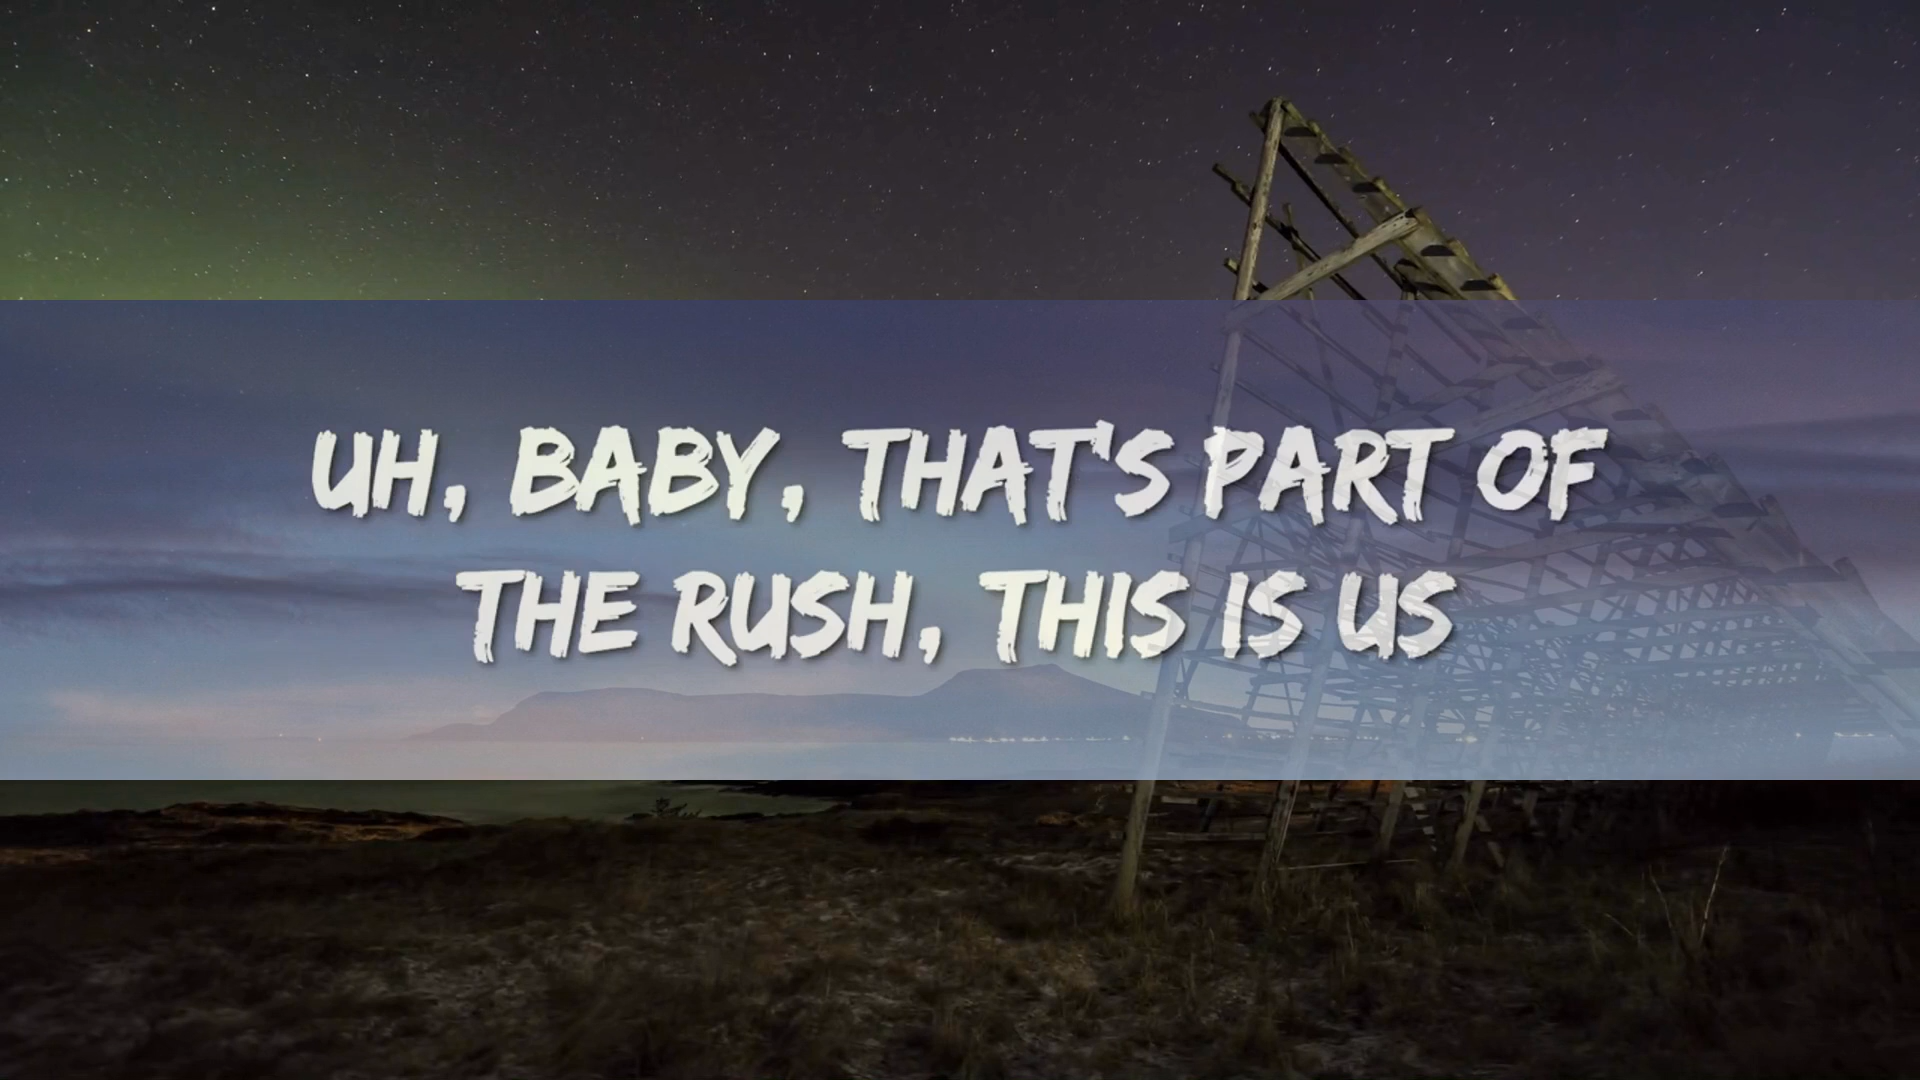 UH, BABY, THAT'S PART OF
THE RUSH, THIS IS US